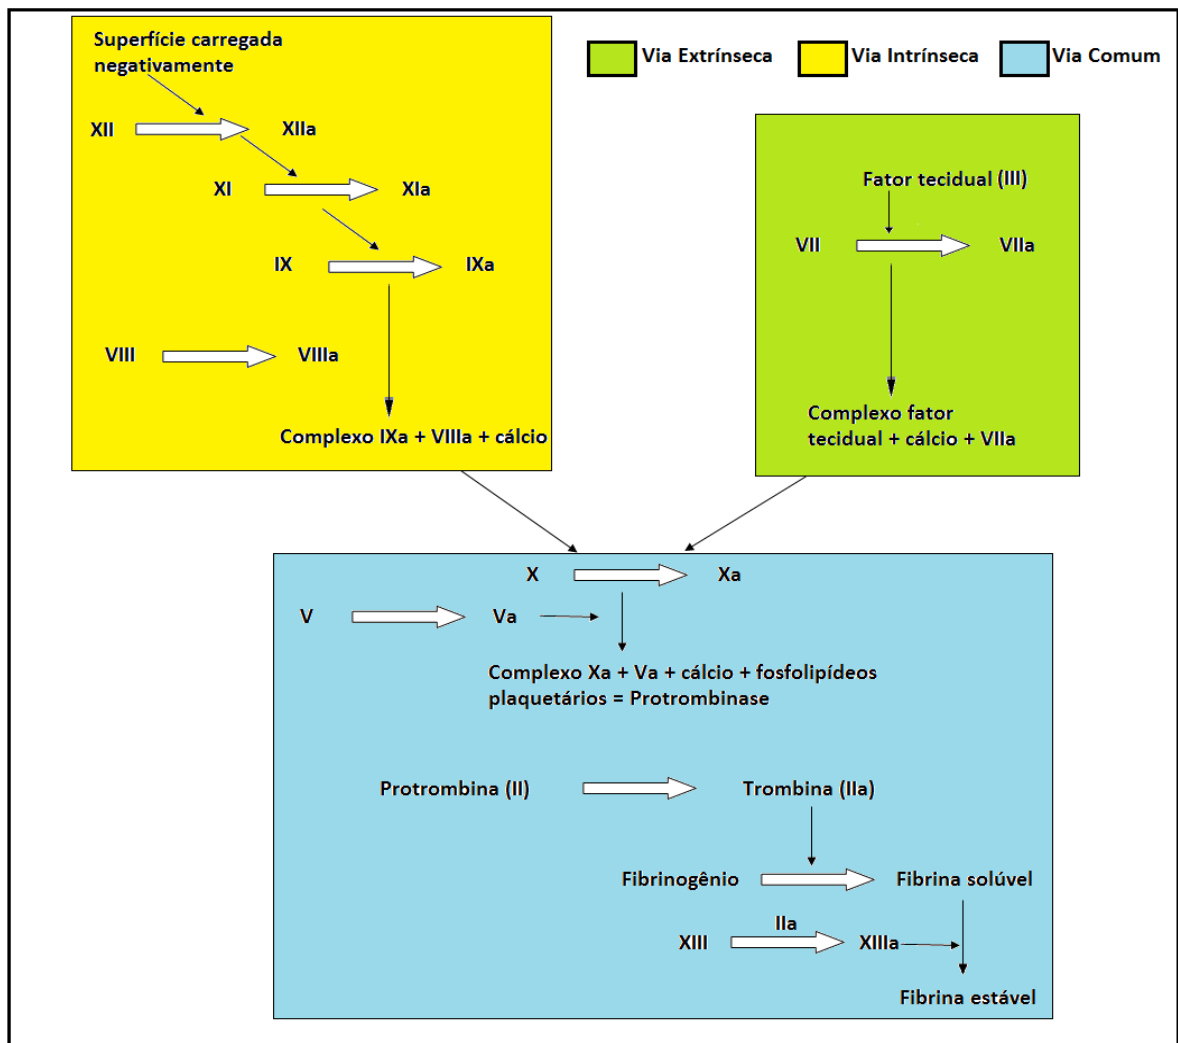 Superfície carregada
negativamente
XII XIIa
XI XIa
IX IXa
VIII VIIIa
Complexo IXa + VIIIa + cálcio
Via Extrínseca Via Intrínseca Via Comum
Fator tecidual (III)
VII VIIa
Complexo fator
tecidual + cálcio + VIIa
X Xa
V Va
Complexo Xa + Va + cálcio + fosfolipídeos
plaquetários = Protrombinase
Protrombina (II) Trombina (IIa)
Fibrinogênio Fibrina solúvel
IIa
XIII XIIIa
Fibrina estável